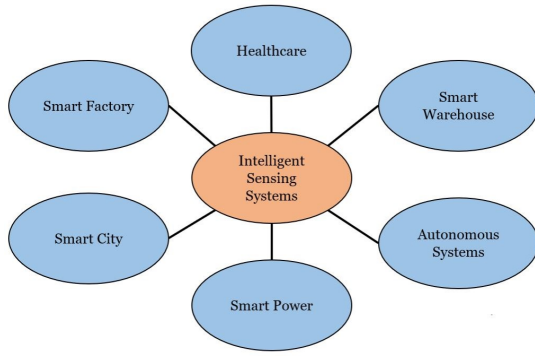 Healthcare
Smart Factory
Smart
Warehouse
Intelligent
Sensing
Systems
Smart City
Autonomous
Systems
Smart Power